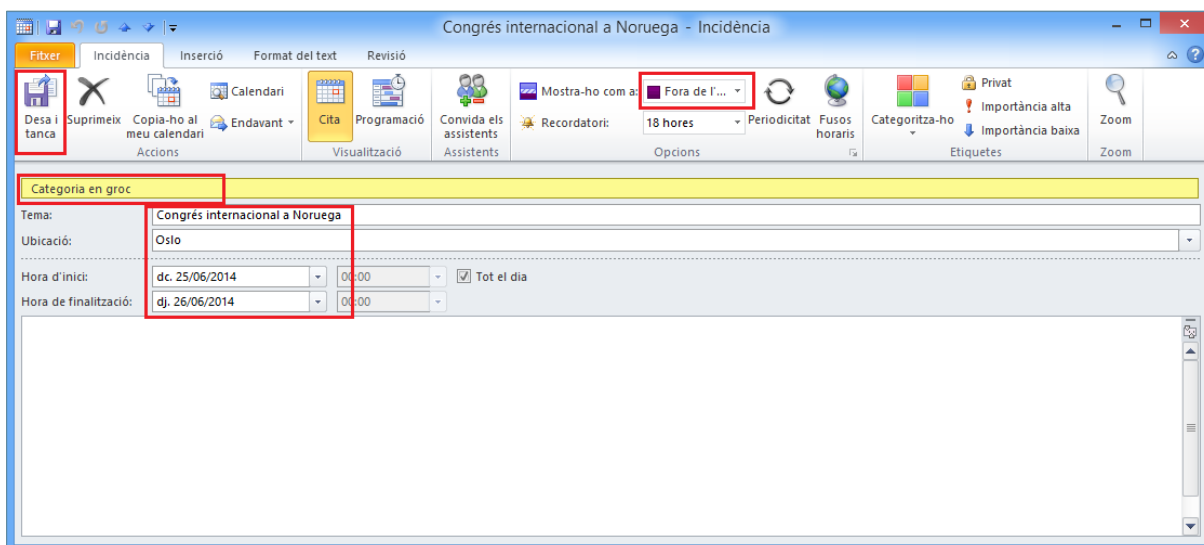 Congrés internacional a Noruega - Incidència
Fitxer Incidència Inserció Format del text Revisió
Desa i tanca
Suprimeix
Copia-ho al meu calendari
Calendari
Endavant
Accions
Cita
Programació
Visualització
Convida els assistents
Assistents
Mostra-ho com a: Fora de l'...
Recordatori: 18 hores
Periodicitat
Fusos horaris
Opcions
Categoritza-ho
Privat
Importància alta
Importància baixa
Etiquetes
Zoom
Zoom
Categoria en groc
Tema: Congrés internacional a Noruega
Ubicació: Oslo
Hora d'inici: dc. 25/06/2014 00:00 Tot el dia
Hora de finalització: dj. 26/06/2014 00:00